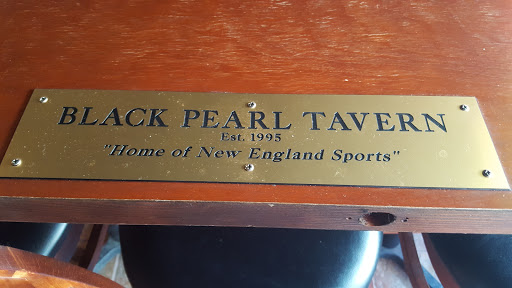 BLACK PEARL TAVERN
Est. 1995
"Home of New England Sports"